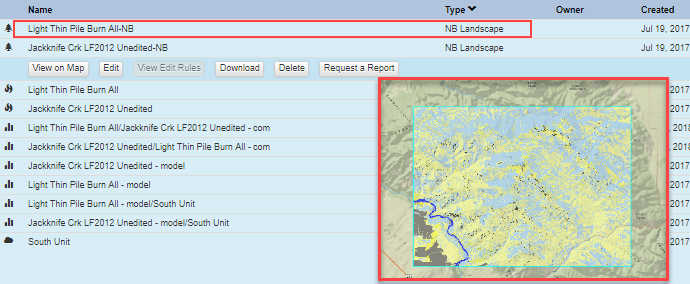 Name Type Owner Created
Light Thin Pile Burn All-NB NB Landscape Jul 19, 2017
Jackknife Crk LF2012 Unedited-NB NB Landscape Jul 19, 2017
View on Map Edit View Edit Rules Download Delete Request a Report
Light Thin Pile Burn All 2017
Jackknife Crk LF2012 Unedited 2017
Light Thin Pile Burn All/Jackknife Crk LF2012 Unedited - com , 2018
Jackknife Crk LF2012 Unedited/Light Thin Pile Burn All - com 2018
Jackknife Crk LF2012 Unedited - model 2017
Light Thin Pile Burn All - model 2017
Light Thin Pile Burn All - model/South Unit 2017
Jackknife Crk LF2012 Unedited - model/South Unit 2017
South Unit 2017